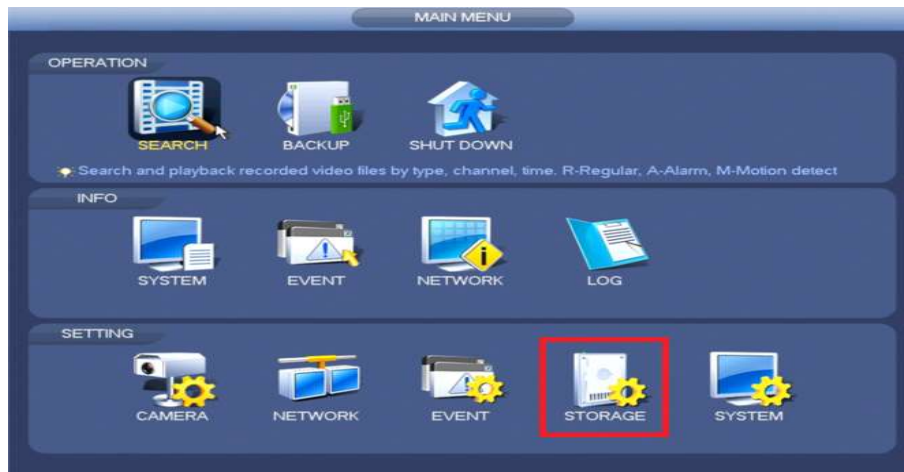 MAIN MENU
OPERATION
SEARCH BACKUP SHUT DOWN
Search and playback recorded video files by type, channel, time. R-Regular, A-Alarm, M-Motion detect
INFO
SYSTEM EVENT NETWORK LOG
SETTING
CAMERA NETWORK EVENT STORAGE SYSTEM